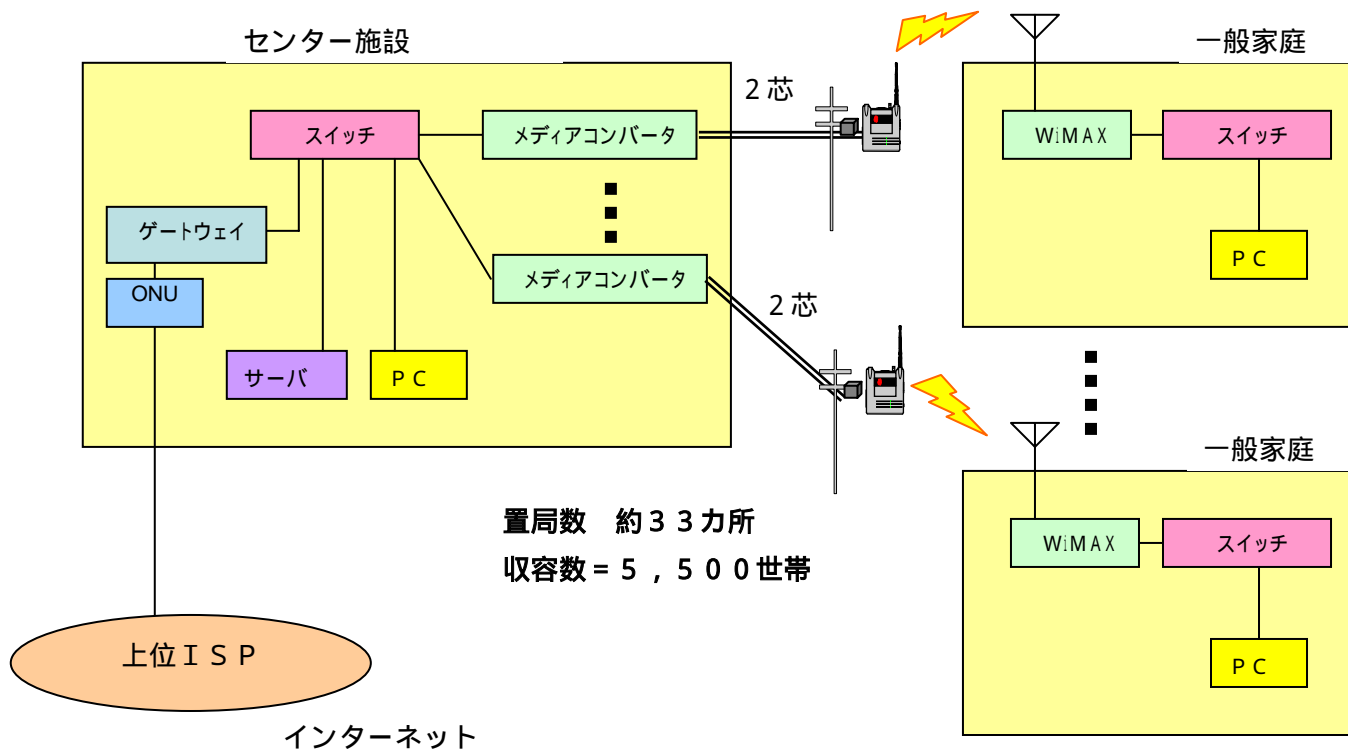 センター施設
一般家庭
2芯
スイッチ
メディアコンバータ
WiMAX
スイッチ
ゲートウェイ
PC
メディアコンバータ
ONU
2芯
サーバ
PC
一般家庭
置局数 約33カ所
収容数=5,500世帯
WiMAX
スイッチ
上位ISP
PC
インターネット